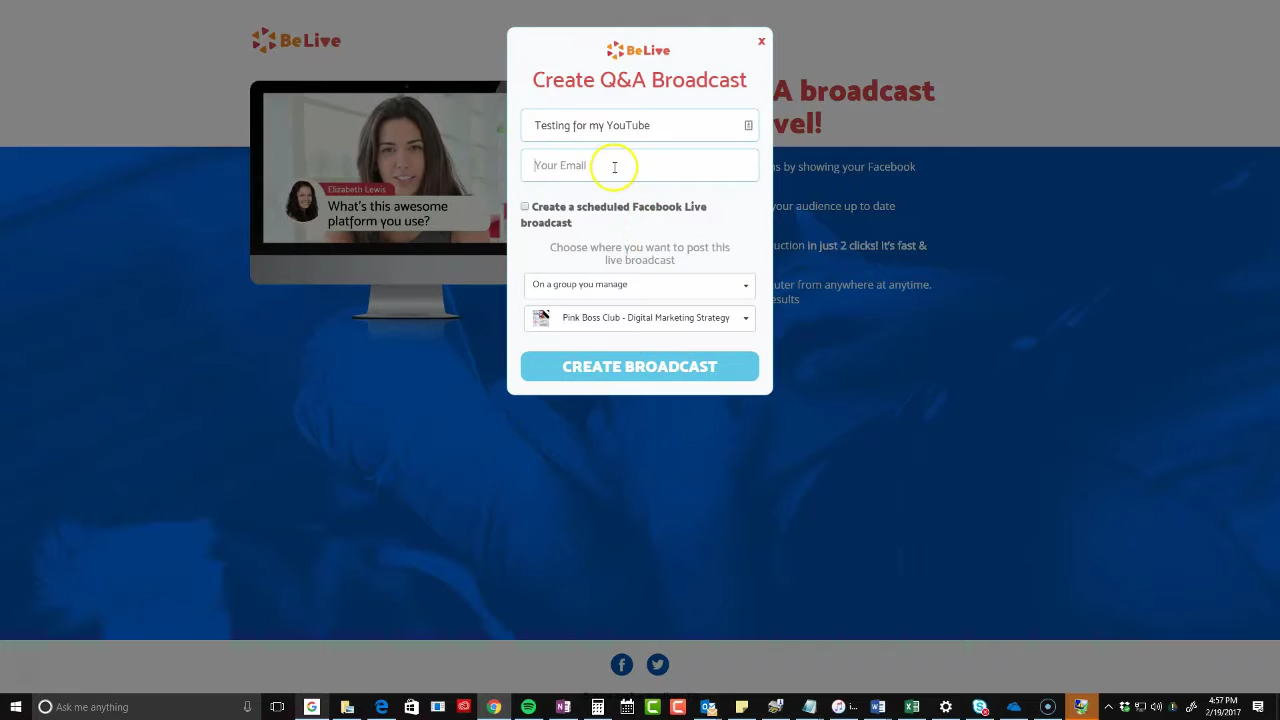 BeLive
x
BeLive
Create Q&A Broadcast
A broadcast
vel!
Testing for my YouTube
Your Email
ns by showing your Facebook
Elizabeth Lewis
What's this awesome
platform you use?
Create a scheduled Facebook Live
broadcast
your audience up to date
Choose where you want to post this
live broadcast
uction in just 2 clicks! It's fast &
On a group you manage
uter from anywhere at anytime.
esults
Pink Boss Club - Digital Marketing Strategy
CREATE BROADCAST
Ask me anything
4:57 PM
2/19/2017